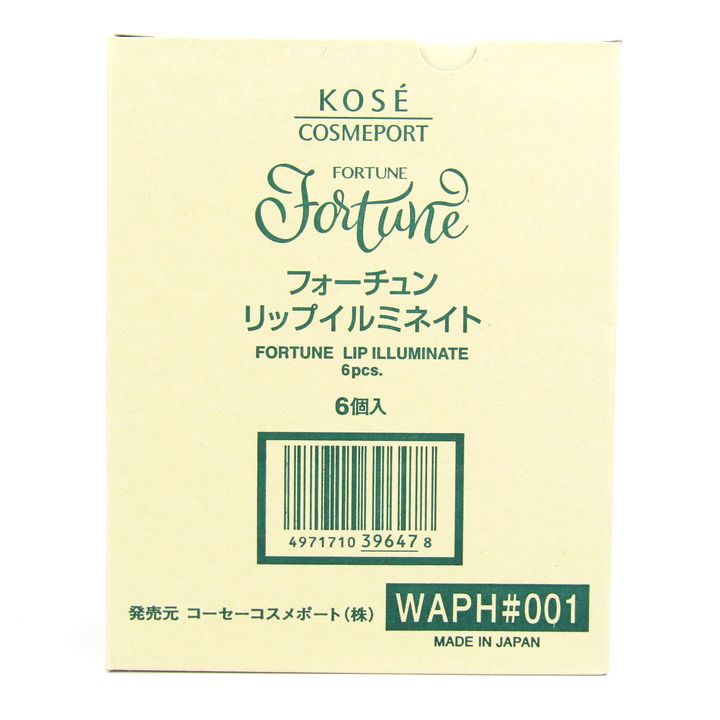 KOSÉ
COSMEPORT
FORTUNE
Fortune
フォーチュン
リップイルミネイト
FORTUNE LIP ILLUMINATE
6pcs.
6個入
4971710 39647 8
発売元 コーセーコスメポート(株)
WAPH#001
MADE IN JAPAN